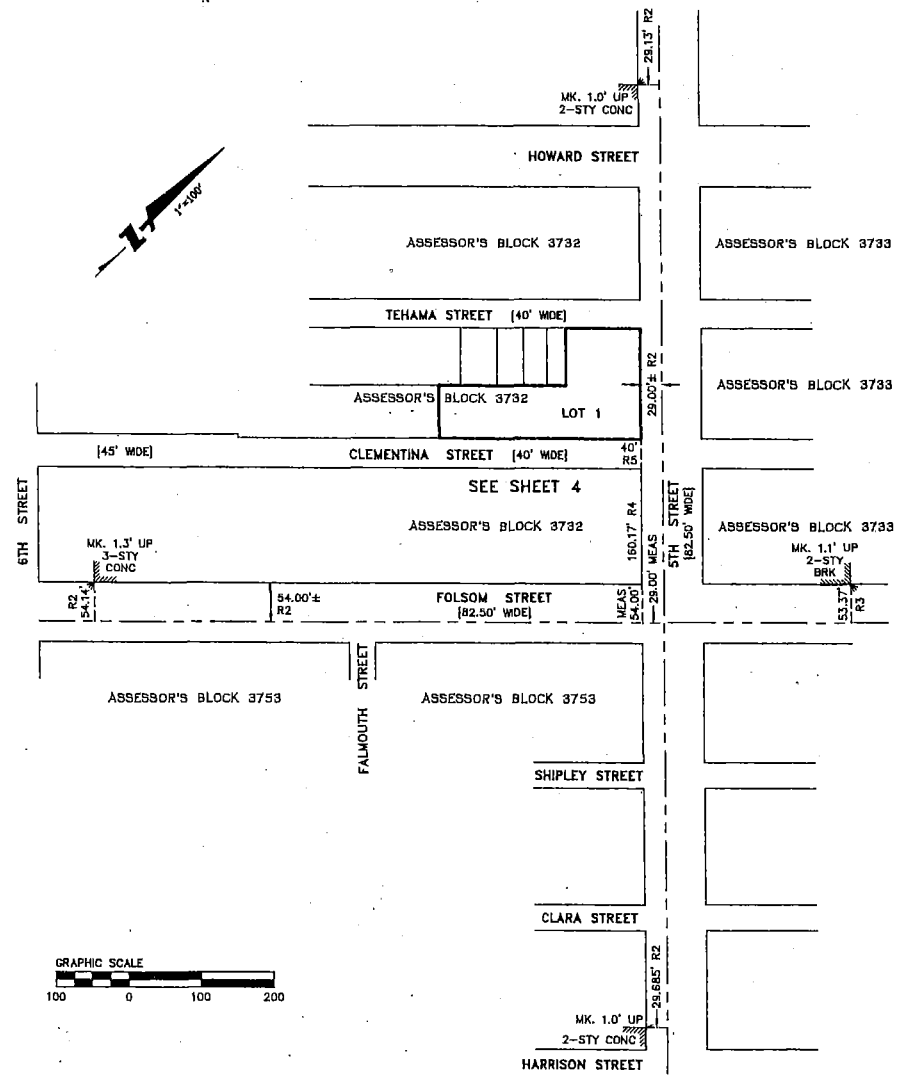 N
29.13' R2
MK. 1.0' UP
2-STY CONC
HOWARD STREET
1"=100'
ASSESSOR'S BLOCK 3732
ASSESSOR'S BLOCK 3733
TEHAMA STREET [40' WIDE]
29.00'± R2
ASSESSOR'S BLOCK 3732
ASSESSOR'S BLOCK 3733
LOT 1
[45' WIDE]
CLEMENTINA STREET [40' WIDE]
40'
R5
6TH STREET
SEE SHEET 4
160.17' R4
29.00' MEAS
5TH STREET
[82.50' WIDE]
ASSESSOR'S BLOCK 3732
ASSESSOR'S BLOCK 3733
MK. 1.3' UP
3-STY
CONC
MK. 1.1' UP
2-STY
BRK
R2
54.14'
54.00'±
R2
FOLSOM STREET
[82.50' WIDE]
MEAS
54.00'
53.37'
R3
FALMOUTH STREET
ASSESSOR'S BLOCK 3753
ASSESSOR'S BLOCK 3753
SHIPLEY STREET
CLARA STREET
29.685' R2
GRAPHIC SCALE
100 0 100 200
MK. 1.0' UP
2-STY CONC
HARRISON STREET